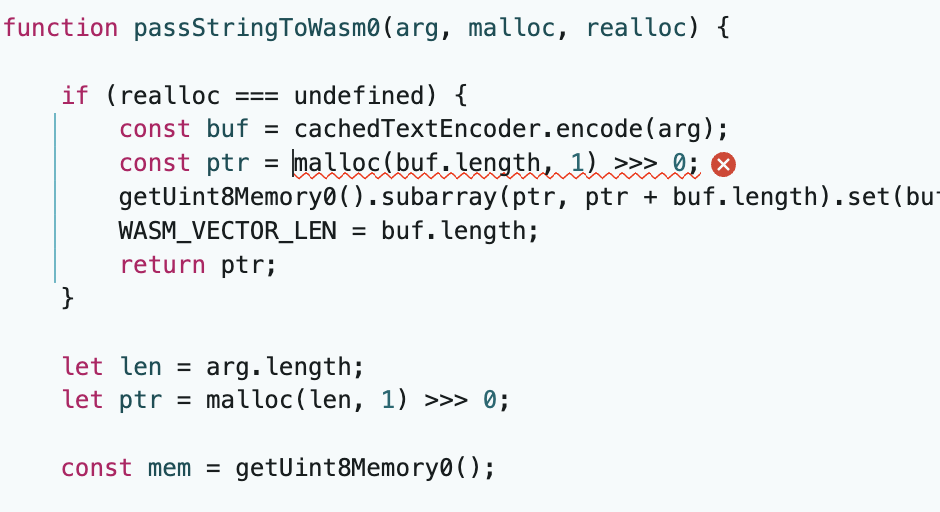 function passStringToWasm0(arg, malloc, realloc) {
if (realloc === undefined) {
const buf = cachedTextEncoder.encode(arg);
const ptr = malloc(buf.length, 1) >>> 0;
getUint8Memory0().subarray(ptr, ptr + buf.length).set(buf
WASM_VECTOR_LEN = buf.length;
return ptr;
}
let len = arg.length;
let ptr = malloc(len, 1) >>> 0;
const mem = getUint8Memory0();